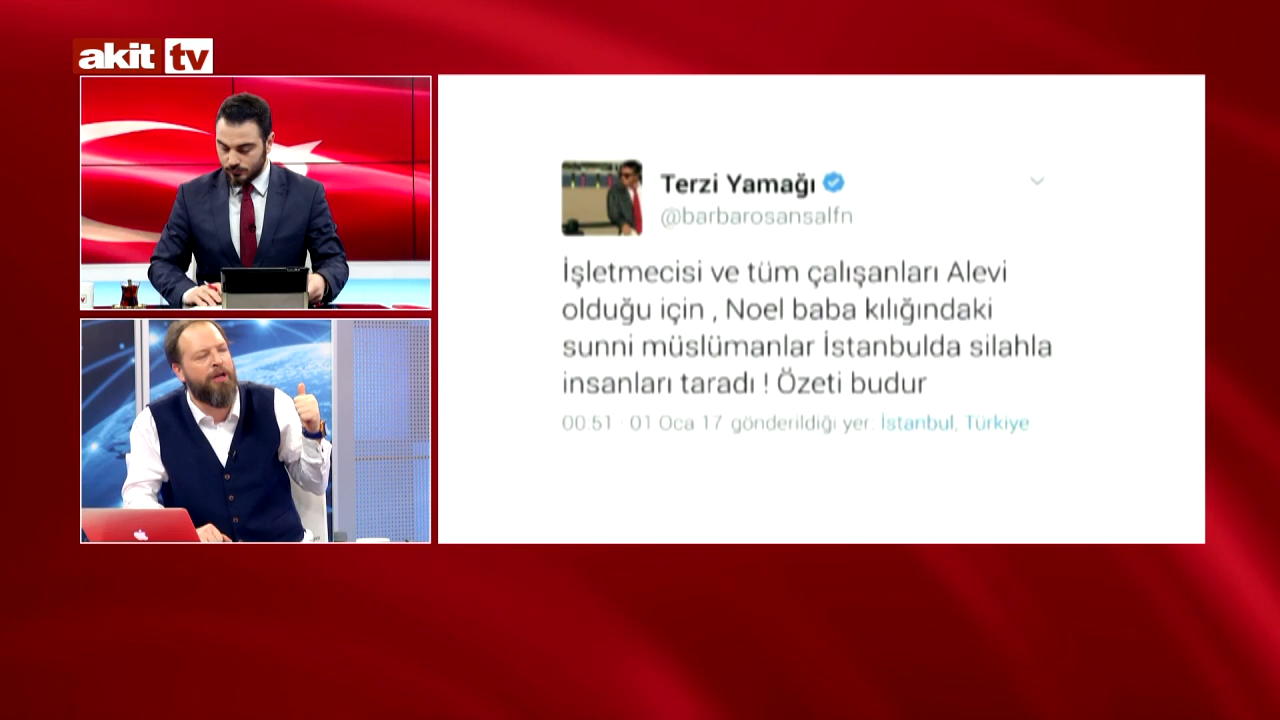 akit tv
Terzi Yamağı
@barbarosansalfn
İşletmecisi ve tüm çalışanları Alevi
olduğu için , Noel baba kılığındaki
sunni müslümanlar İstanbulda silahla
insanları taradı ! Özeti budur
00:51 · 01 Oca 17 gönderildiği yer: İstanbul, Türkiye